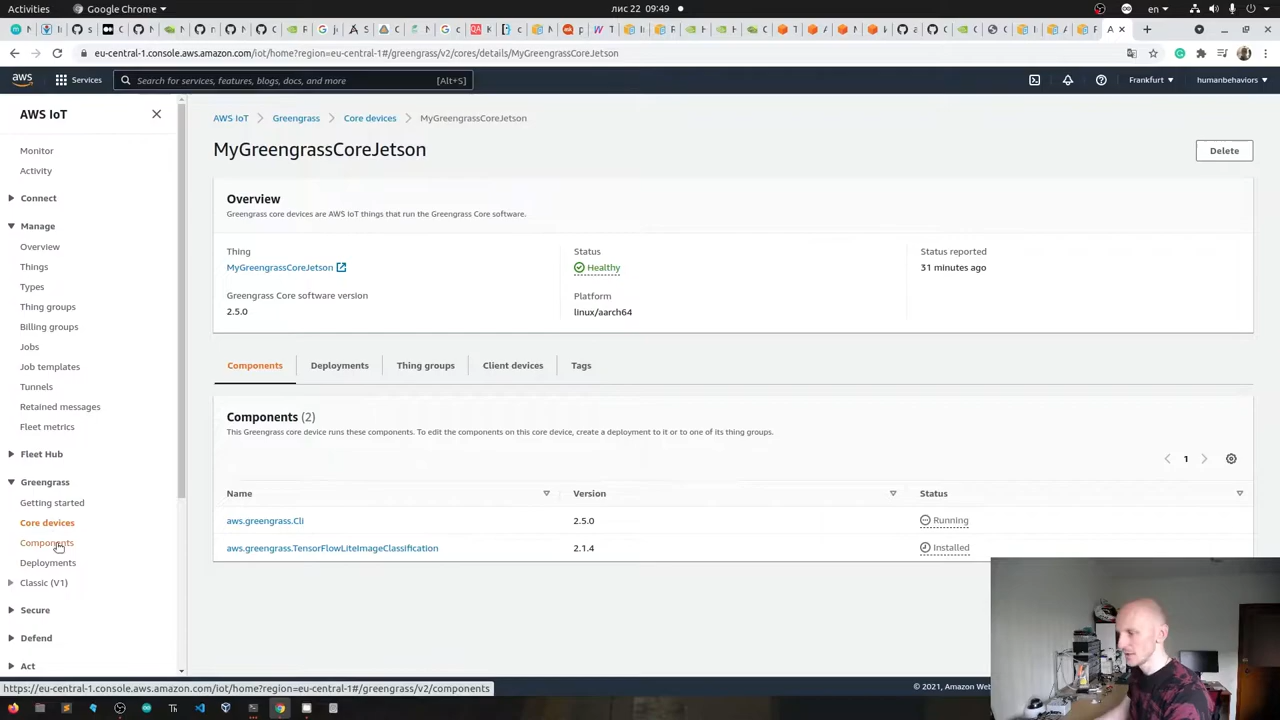 Activities Google Chrome лис 22 09:49 en
eu-central-1.console.aws.amazon.com/iot/home?region=eu-central-1#/greengrass/v2/cores/details/MyGreengrassCoreJetson
aws Services Search for services, features, blogs, docs, and more [Alt+S] Frankfurt humanbehaviors
AWS IoT
Monitor
Activity
Connect
Manage
Overview
Things
Types
Thing groups
Billing groups
Jobs
Job templates
Tunnels
Retained messages
Fleet metrics
Fleet Hub
Greengrass
Getting started
Core devices
Components
Deployments
Classic (V1)
Secure
Defend
Act
AWS IoT Greengrass Core devices MyGreengrassCoreJetson
MyGreengrassCoreJetson Delete
Overview
Greengrass core devices are AWS IoT things that run the Greengrass Core software.
Thing Status Status reported
MyGreengrassCoreJetson Healthy 31 minutes ago
Greengrass Core software version Platform
2.5.0 linux/aarch64
Components Deployments Thing groups Client devices Tags
Components (2)
This Greengrass core device runs these components. To edit the components on this core device, create a deployment to it or to one of its thing groups.
1
Name Version Status
aws.greengrass.Cli 2.5.0 Running
aws.greengrass.TensorFlowLiteImageClassification 2.1.4 Installed
https://eu-central-1.console.aws.amazon.com/iot/home?region=eu-central-1#/greengrass/v2/components
© 2021, Amazon Web